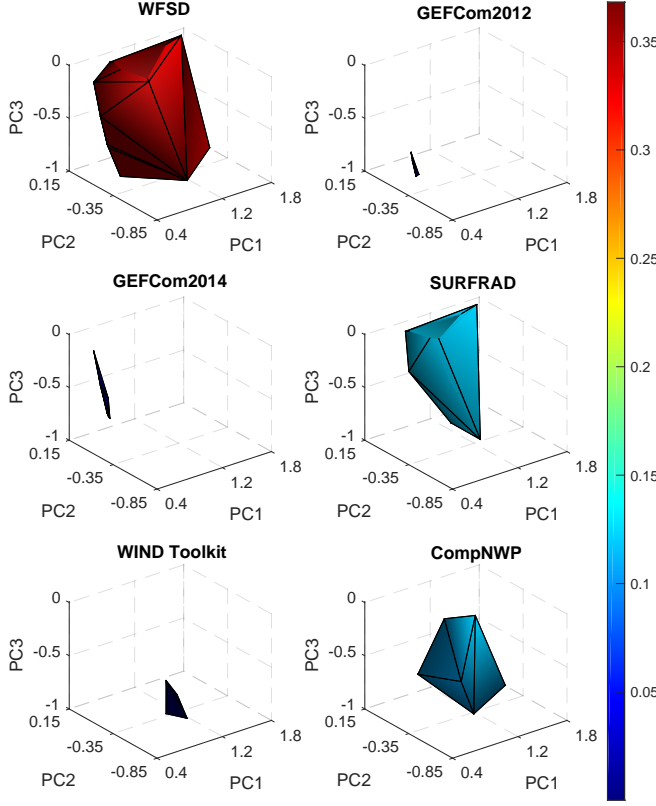 WFSD
0
-0.5
-1
PC3
0.15
-0.35
-0.85
PC2
0.4
1.2
1.8
PC1
GEFCom2012
0
-0.5
-1
PC3
0.15
-0.35
-0.85
PC2
0.4
1.2
1.8
PC1
GEFCom2014
0
-0.5
-1
PC3
0.15
-0.35
-0.85
PC2
0.4
1.2
1.8
PC1
SURFRAD
0
-0.5
-1
PC3
0.15
-0.35
-0.85
PC2
0.4
1.2
1.8
PC1
WIND Toolkit
0
-0.5
-1
PC3
0.15
-0.35
-0.85
PC2
0.4
1.2
1.8
PC1
CompNWP
0
-0.5
-1
PC3
0.15
-0.35
-0.85
PC2
0.4
1.2
1.8
PC1
0.35
0.3
0.25
0.2
0.15
0.1
0.05